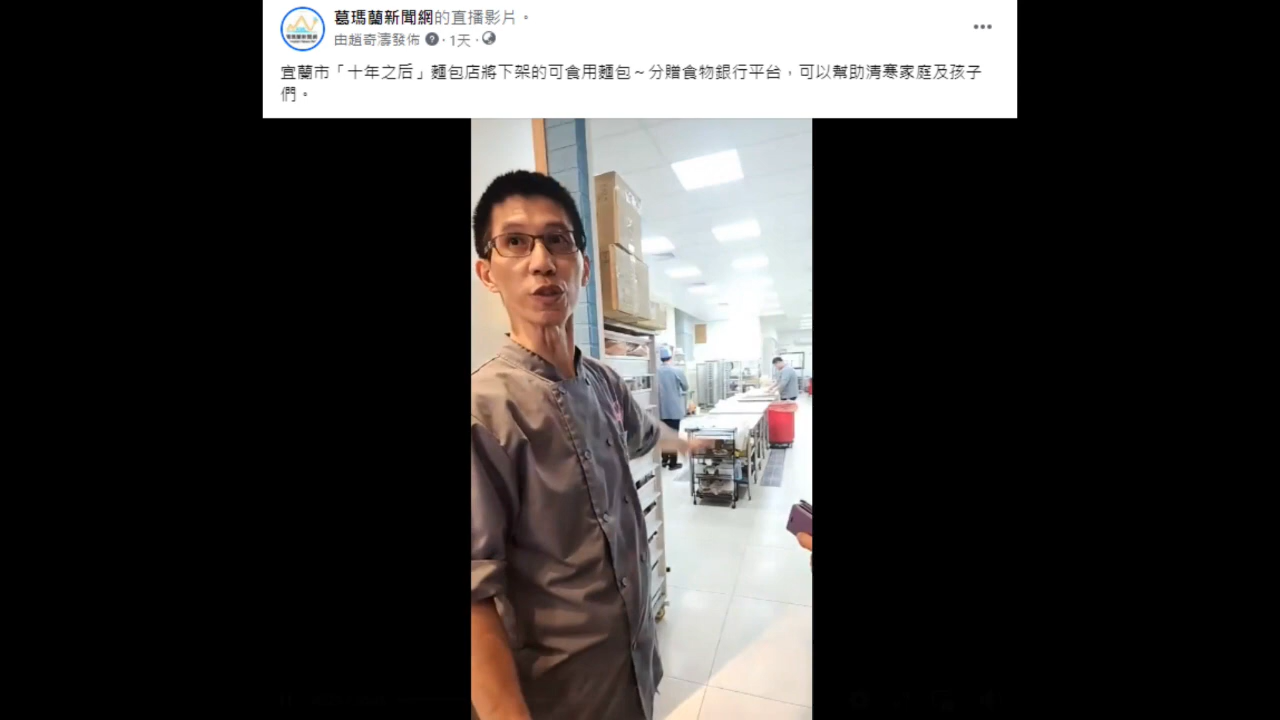 葛瑪蘭新聞網的直播影片。
由趙奇濤發佈 · 1天 ·
宜蘭市「十年之后」麵包店將下架的可食用麵包～分贈食物銀行平台，可以幫助清寒家庭及孩子
們。